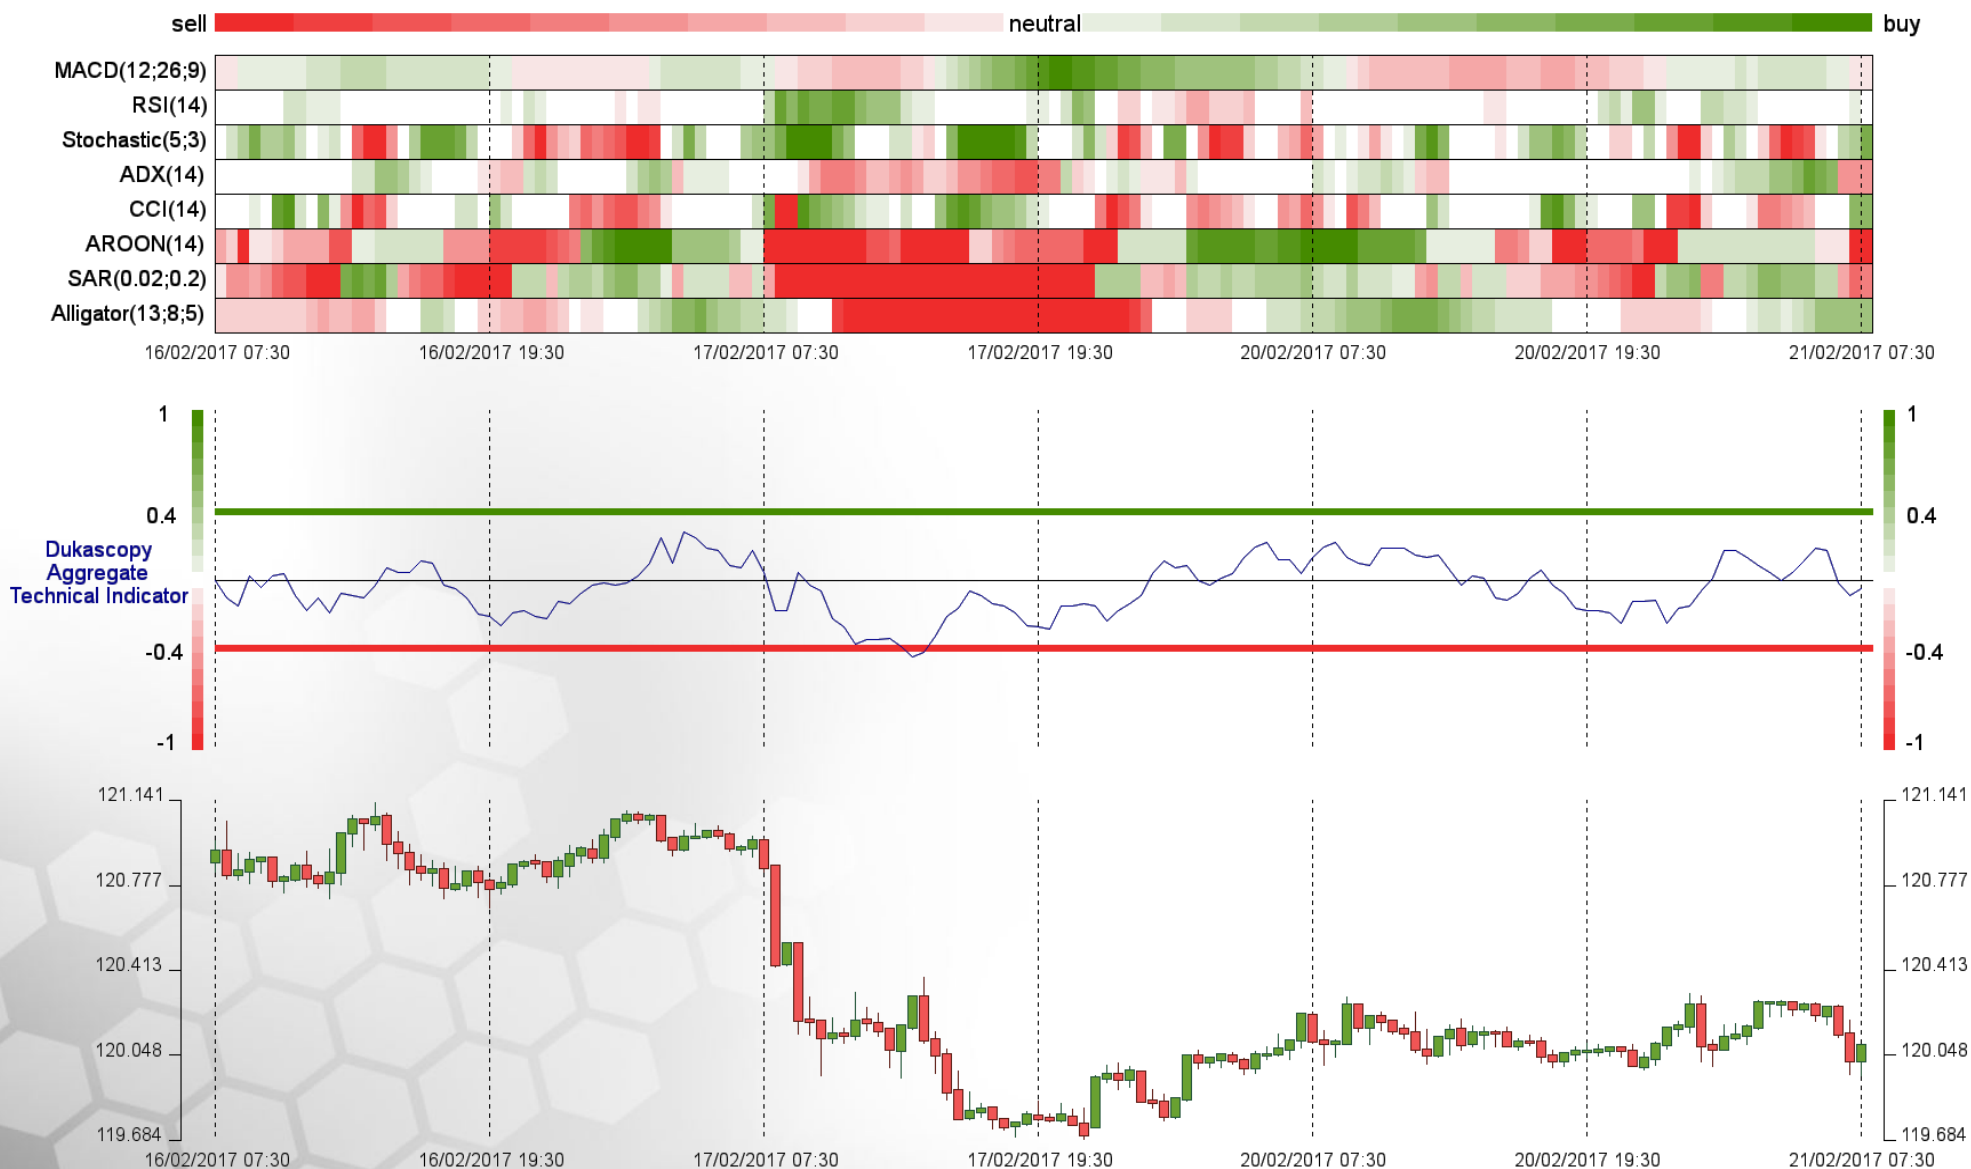 sell neutral buy
MACD(12;26;9)
RSI(14)
Stochastic(5;3)
ADX(14)
CCI(14)
AROON(14)
SAR(0.02;0.2)
Alligator(13;8;5)
16/02/2017 07:30 16/02/2017 19:30 17/02/2017 07:30 17/02/2017 19:30 20/02/2017 07:30 20/02/2017 19:30 21/02/2017 07:30
1 1
0.4 0.4
Dukascopy
Aggregate
Technical Indicator
-0.4 -0.4
-1 -1
121.141 121.141
120.777 120.777
120.413 120.413
120.048 120.048
119.684 119.684
16/02/2017 07:30 16/02/2017 19:30 17/02/2017 07:30 17/02/2017 19:30 20/02/2017 07:30 20/02/2017 19:30 21/02/2017 07:30